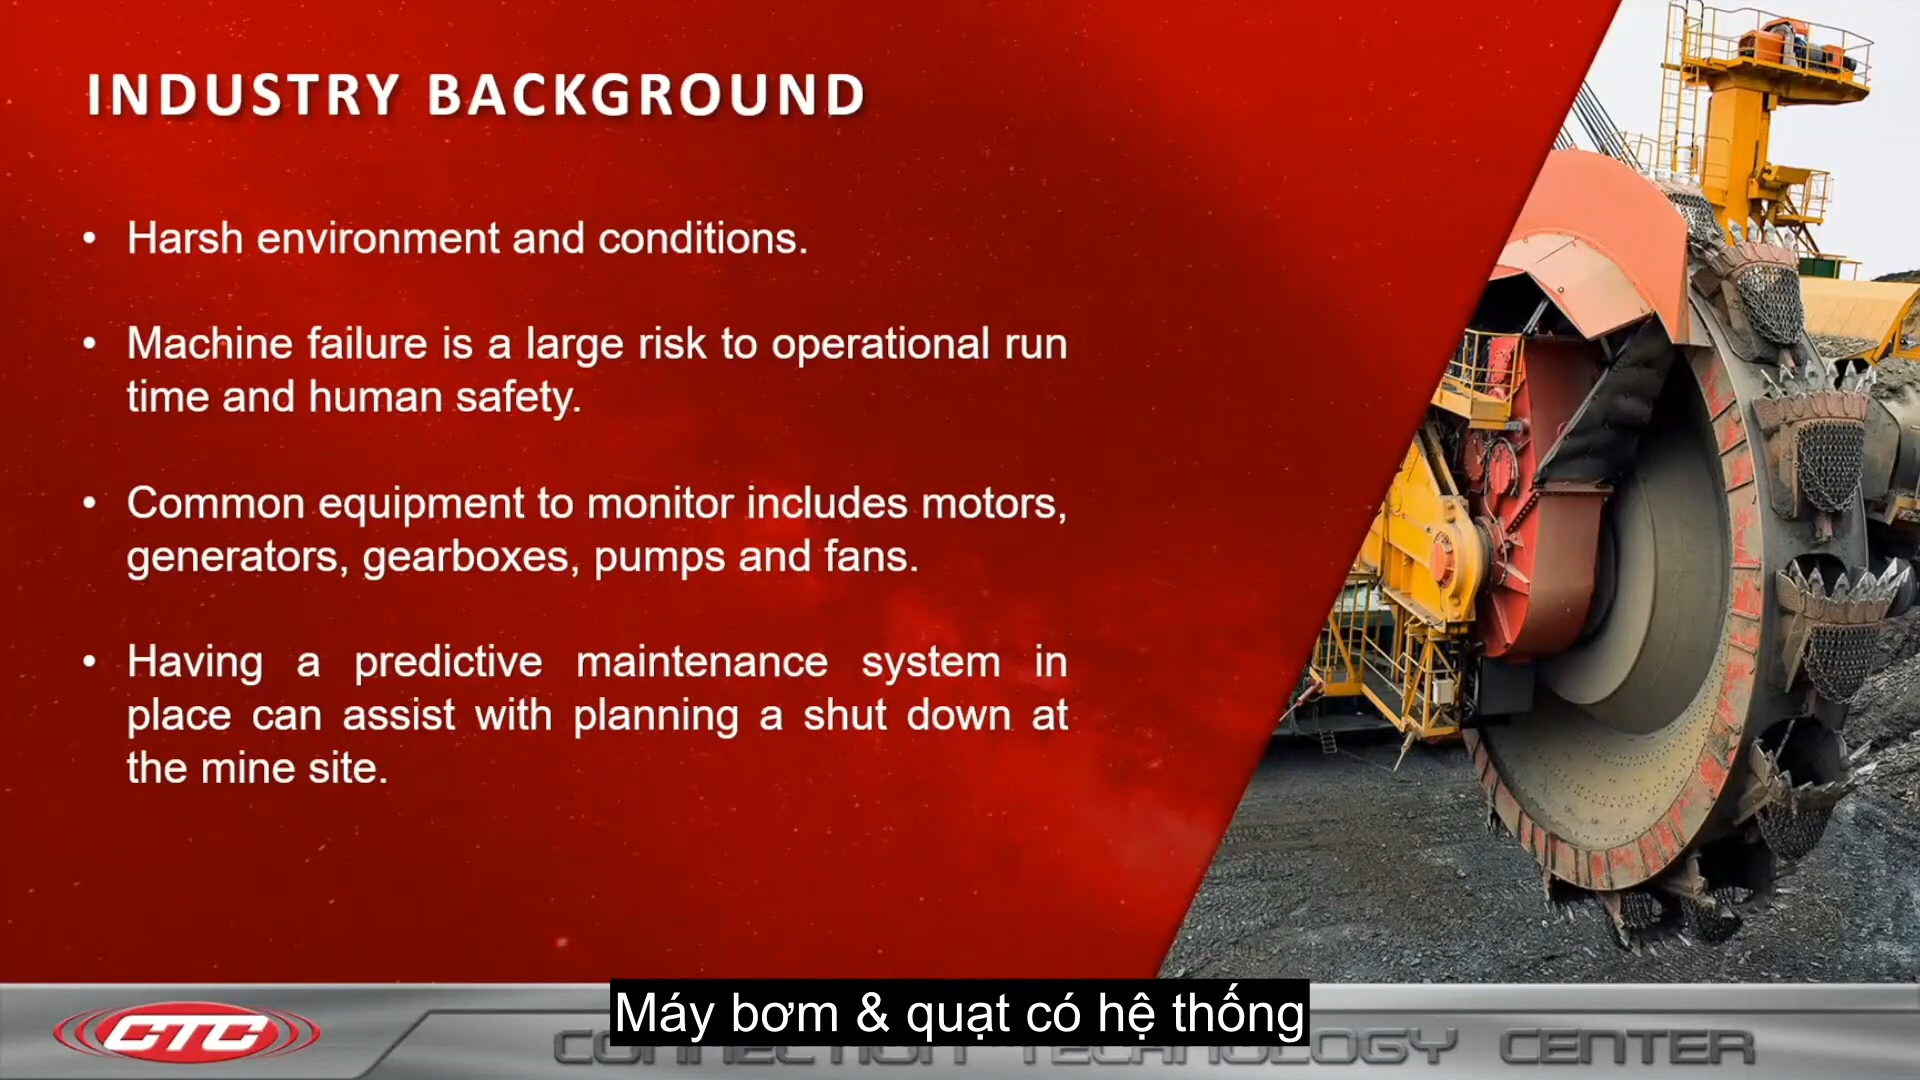 INDUSTRY BACKGROUND
• Harsh environment and conditions.
• Machine failure is a large risk to operational run
time and human safety.
• Common equipment to monitor includes motors,
generators, gearboxes, pumps and fans.
• Having a predictive maintenance system in
place can assist with planning a shut down at
the mine site.
Máy bơm & quạt có hệ thống
CTC
CONNECTION TECHNOLOGY CENTER